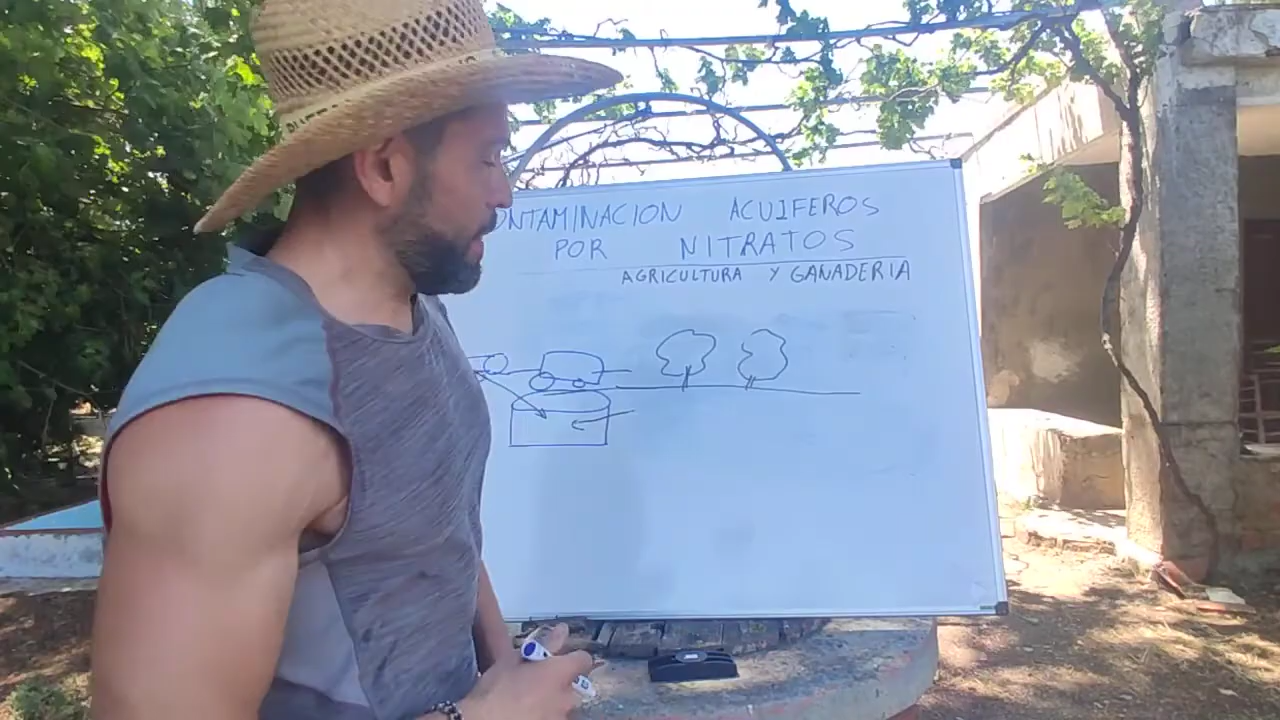 ONTAMINACION ACUIFEROS
POR NITRATOS
AGRICULTURA Y GANADERIA